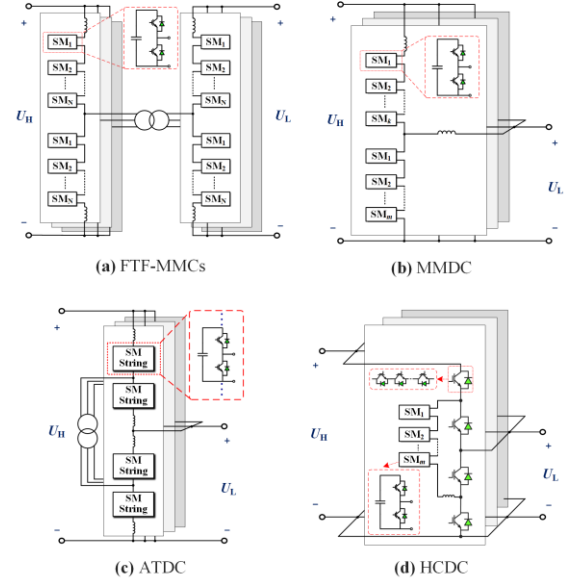 +
SM1
SM2
SMN
UH
SM1
SM2
SMN
−
SM1
SM2
SMN
SM1
SM2
SMN
+
UL
−
(a) FTF-MMCs
+
SM1
SM2
SMk
UH
SM1
SM2
SMm
−
+
UL
−
(b) MMDC
+
SM
String
SM
String
UH
SM
String
SM
String
−
+
UL
−
(c) ATDC
+
SM1
SM2
SMm
UH
−
+
UL
−
(d) HCDC